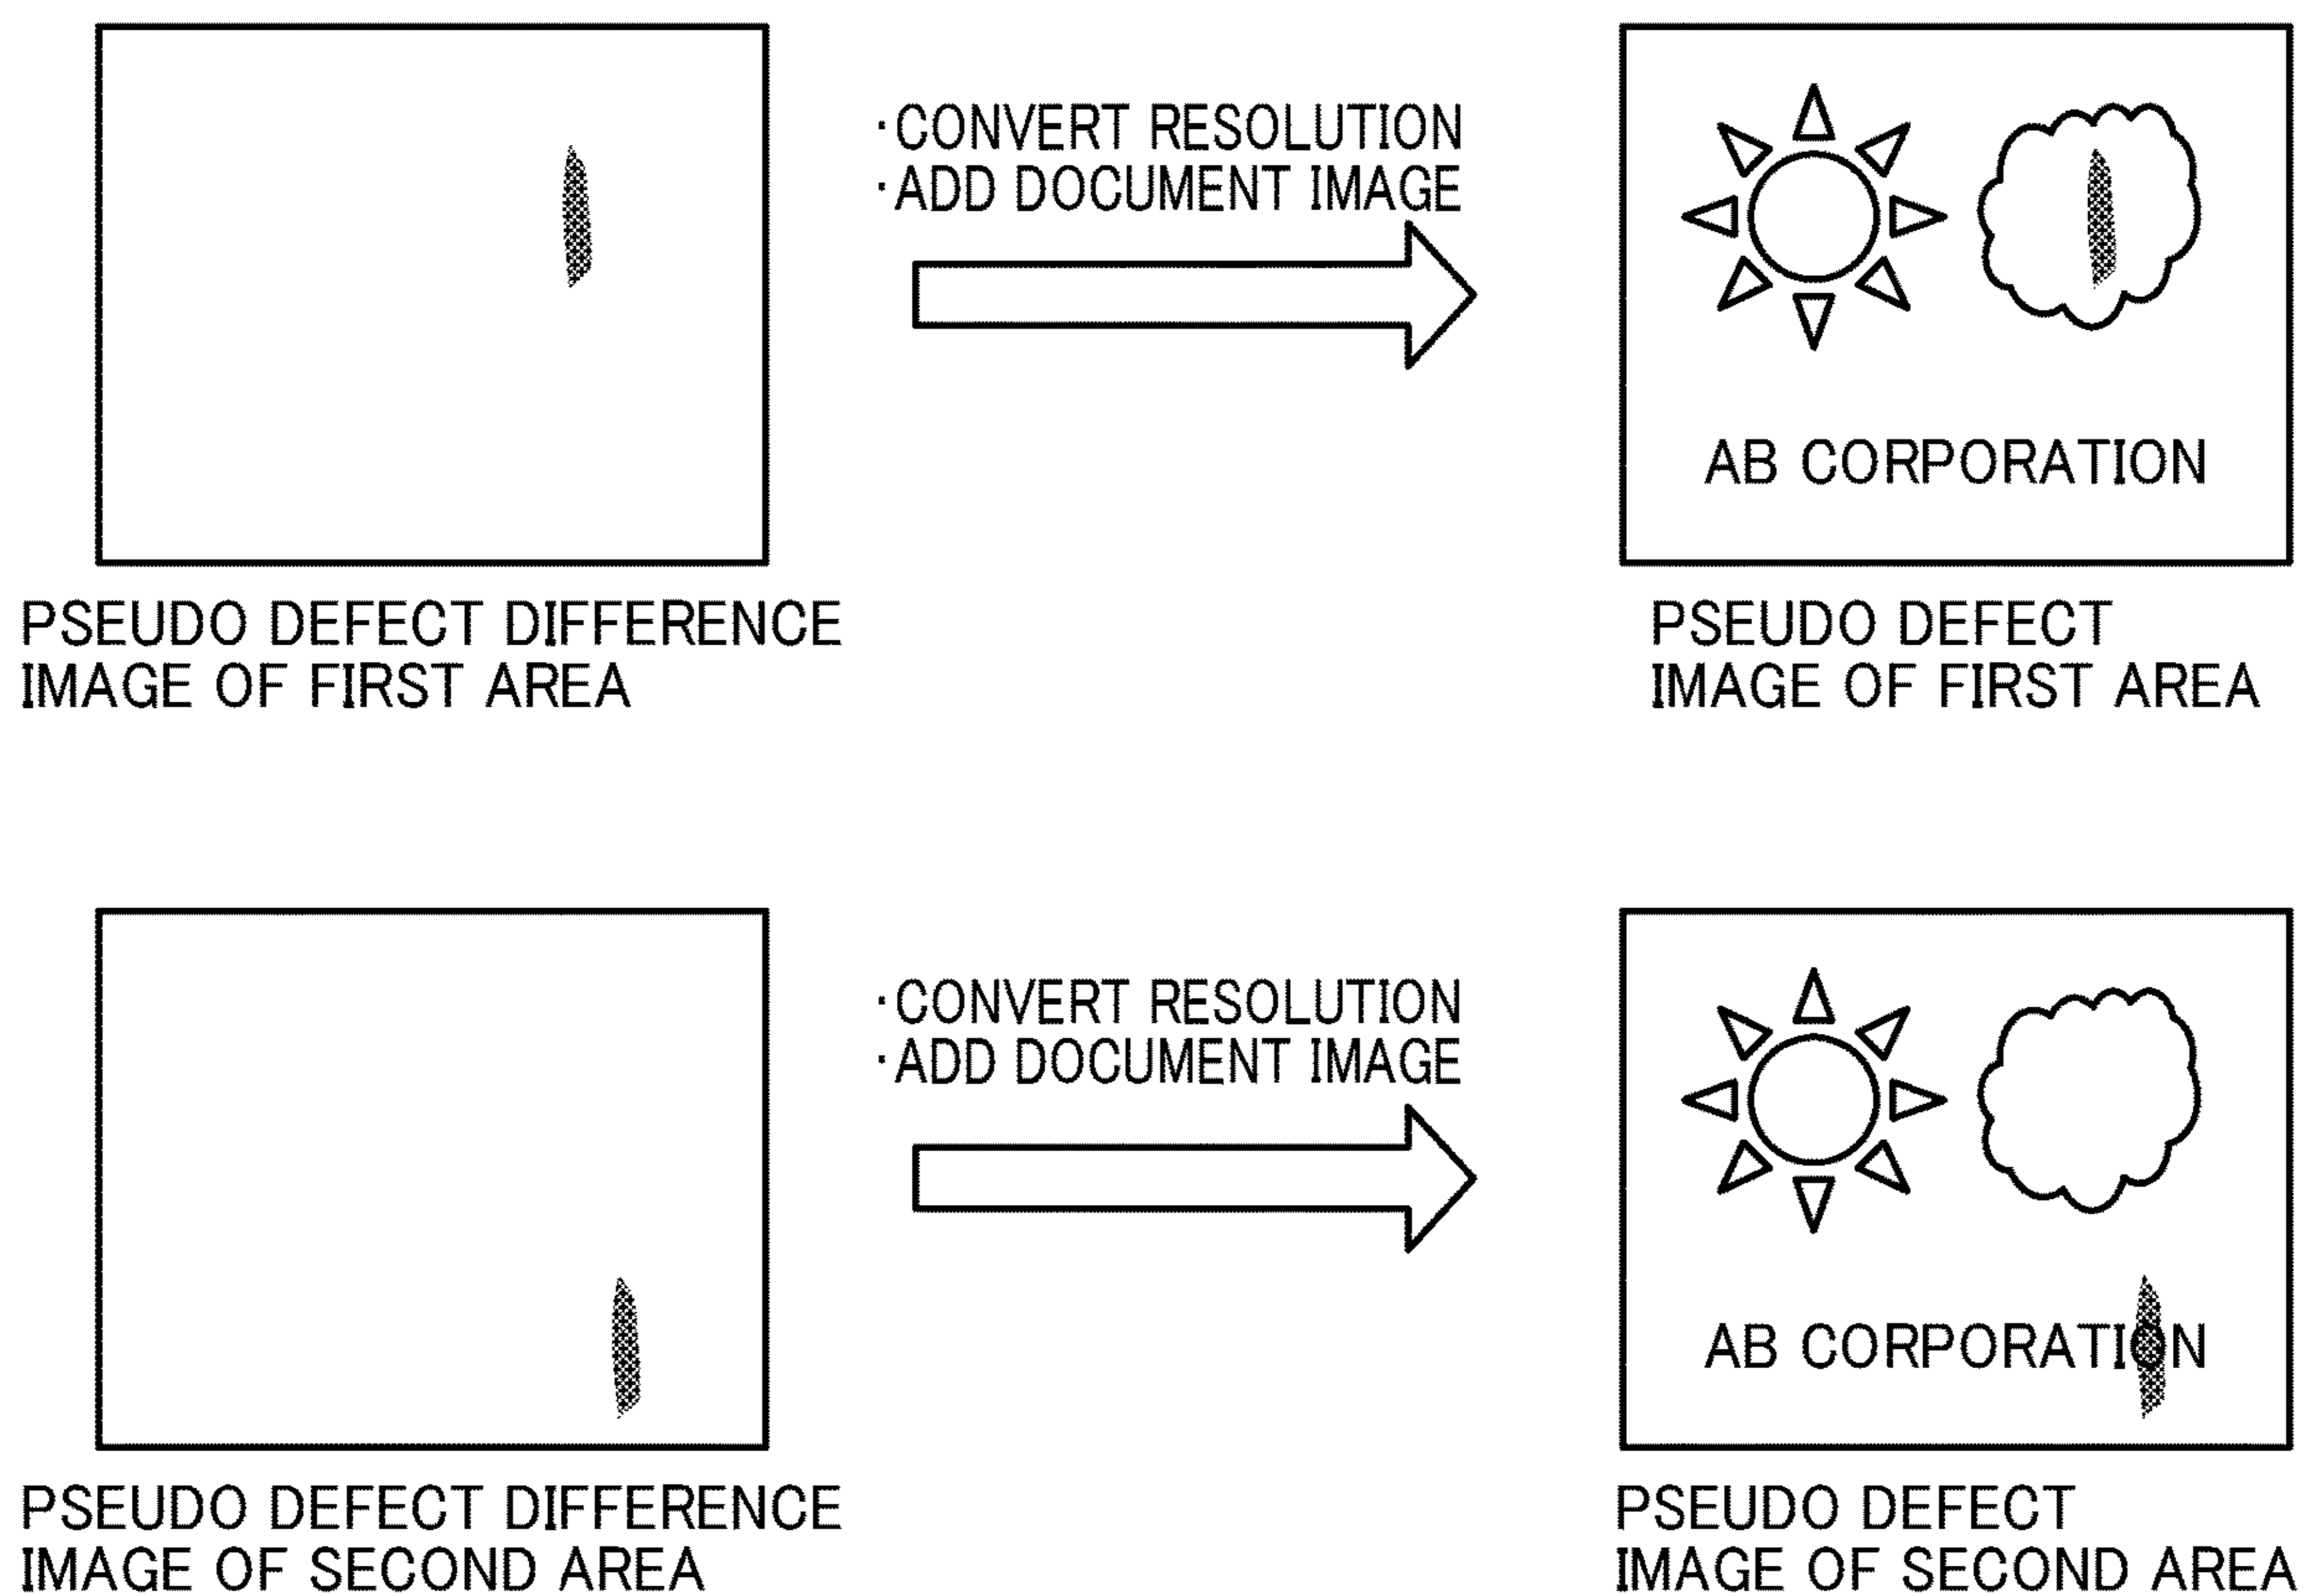 ·CONVERT RESOLUTION
·ADD DOCUMENT IMAGE
AB CORPORATION
PSEUDO DEFECT DIFFERENCE
IMAGE OF FIRST AREA
PSEUDO DEFECT
IMAGE OF FIRST AREA
·CONVERT RESOLUTION
·ADD DOCUMENT IMAGE
AB CORPORATION
PSEUDO DEFECT DIFFERENCE
IMAGE OF SECOND AREA
PSEUDO DEFECT
IMAGE OF SECOND AREA